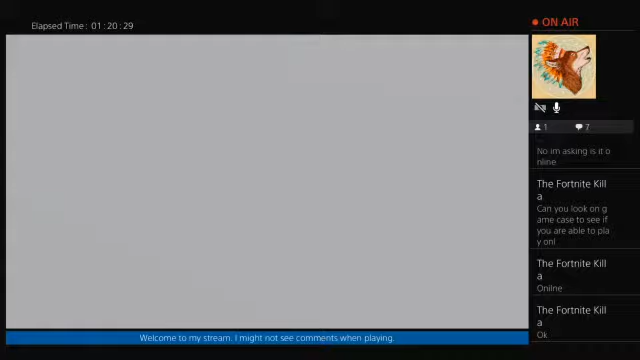 Elapsed Time : 01 : 20 : 29
ON AIR
1
7
No im asking is it o
nline
The Fortnite Kill
a
Can you look on g
ame case to see if
you are able to pla
y onl
The Fortnite Kill
a
Onilne
The Fortnite Kill
a
Ok
Welcome to my stream. I might not see comments when playing.